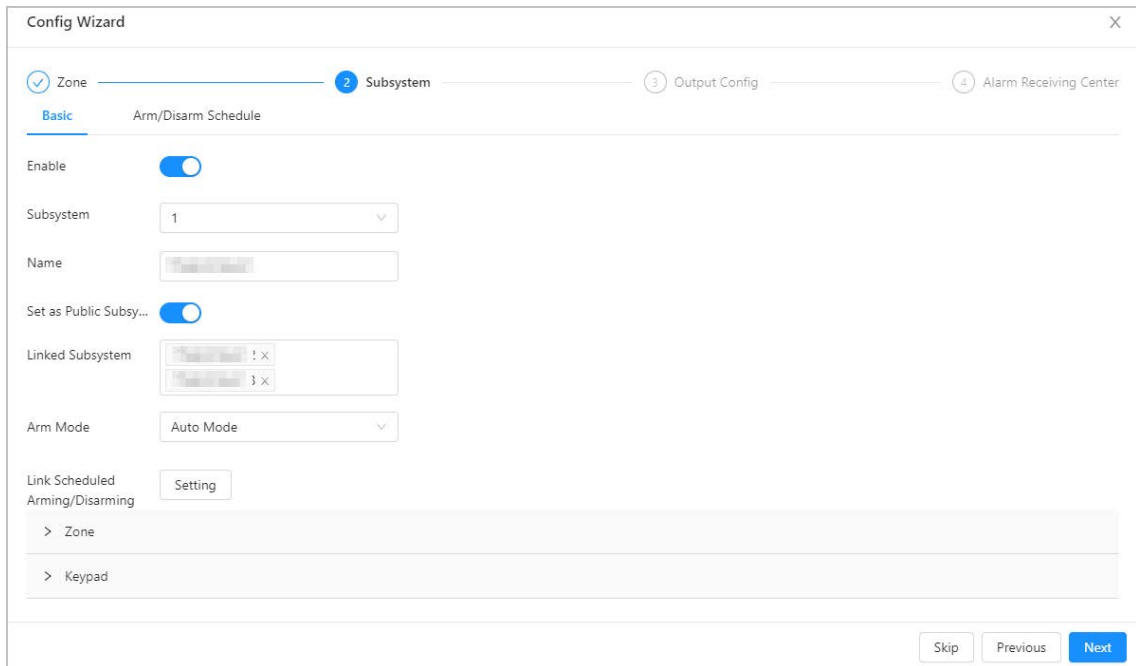 Config Wizard
Zone 2 Subsystem 3 Output Config 4 Alarm Receiving Center
Basic Arm/Disarm Schedule
Enable
Subsystem 1
Name
Set as Public Subsy...
Linked Subsystem
Arm Mode Auto Mode
Link Scheduled
Arming/Disarming Setting
Zone
Keypad
Skip Previous Next